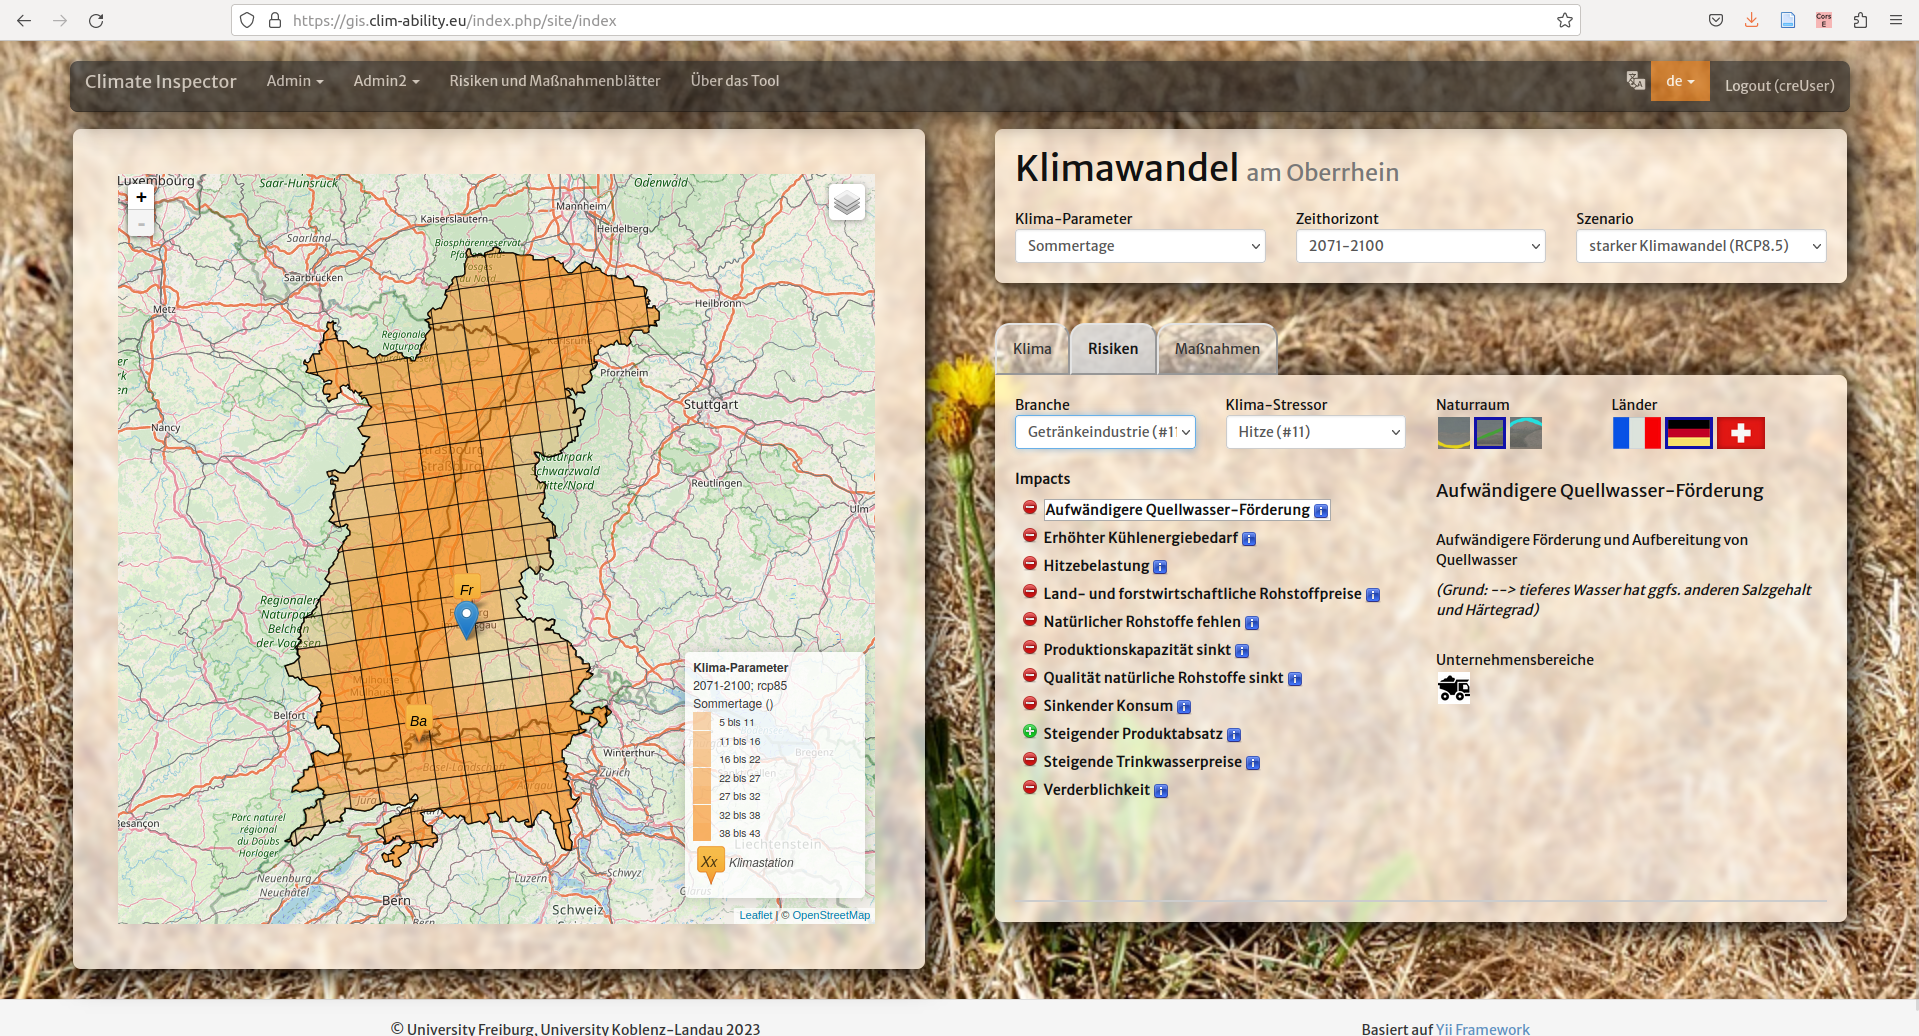 https://gis.clim-ability.eu/index.php/site/index
Cors
E
Climate Inspector
Admin
Admin2
Risiken und Maßnahmenblätter
Über das Tool
de
Logout (creUser)
+
-
Luxembourg
Saar-Hunsrück
Odenwald
Mannheim
Kaiserslautern
Heidelberg
Saarland
Biosphärenreservat
Saarbrücken
Metz
Heilbronn
Regionale
Naturpark
Karlsruhe
Pforzheim
Stuttgart
Nancy
Strasbourg
Straßburg
Naturpark
Schwarzwald
Mitte/Nord
Reutlingen
Ulm
Fr
Regionaler
Naturpark
Belchen
der Vogesen
Mulhouse
Mülhausen
Belfort
Ba
Basel-Landschaft
Aargau
Jura
Winterthur
Zürich
Bregenz
Besançon
Parc naturel
régional
du Doubs
Horloger
Liechtenstein
Neuenburg
Neuchâtel
Luzern
Schwyz
Glarus
Bern
Bern
Schweiz
Klima-Parameter
2071-2100; rcp85
Sommertage ()
5 bis 11
11 bis 16
16 bis 22
22 bis 27
27 bis 32
32 bis 38
38 bis 43
Xx Klimastation
Leaflet | © OpenStreetMap
Klimawandel am Oberrhein
Klima-Parameter
Zeithorizont
Szenario
Sommertage
2071-2100
starker Klimawandel (RCP8.5)
Klima
Risiken
Maßnahmen
Branche
Klima-Stressor
Naturraum
Länder
Getränkeindustrie (#11
Hitze (#11)
Impacts
Aufwändigere Quellwasser-Förderung
Erhöhter Kühlenergiebedarf
Hitzebelastung
Land- und forstwirtschaftliche Rohstoffpreise
Natürlicher Rohstoffe fehlen
Produktionskapazität sinkt
Qualität natürliche Rohstoffe sinkt
Sinkender Konsum
Steigender Produktabsatz
Steigende Trinkwasserpreise
Verderblichkeit
Aufwändigere Quellwasser-Förderung
Aufwändigere Förderung und Aufbereitung von
Quellwasser
(Grund: --> tieferes Wasser hat ggfs. anderen Salzgehalt
und Härtegrad)
Unternehmensbereiche
© University Freiburg, University Koblenz-Landau 2023
Basiert auf Yii Framework